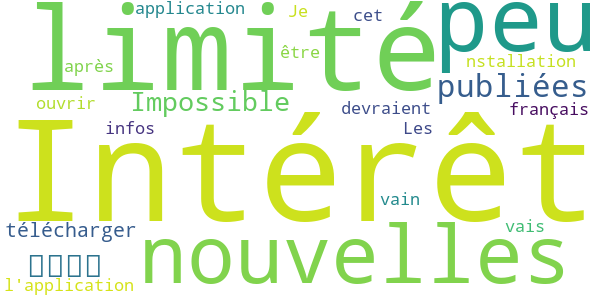 limité
application
Je
cet
peu
après
être
nstallation
ouvrir
Impossible
publiées
devraient
français
Intérêt
infos
Les
vain
télécharger
nouvelles
vais
l'application